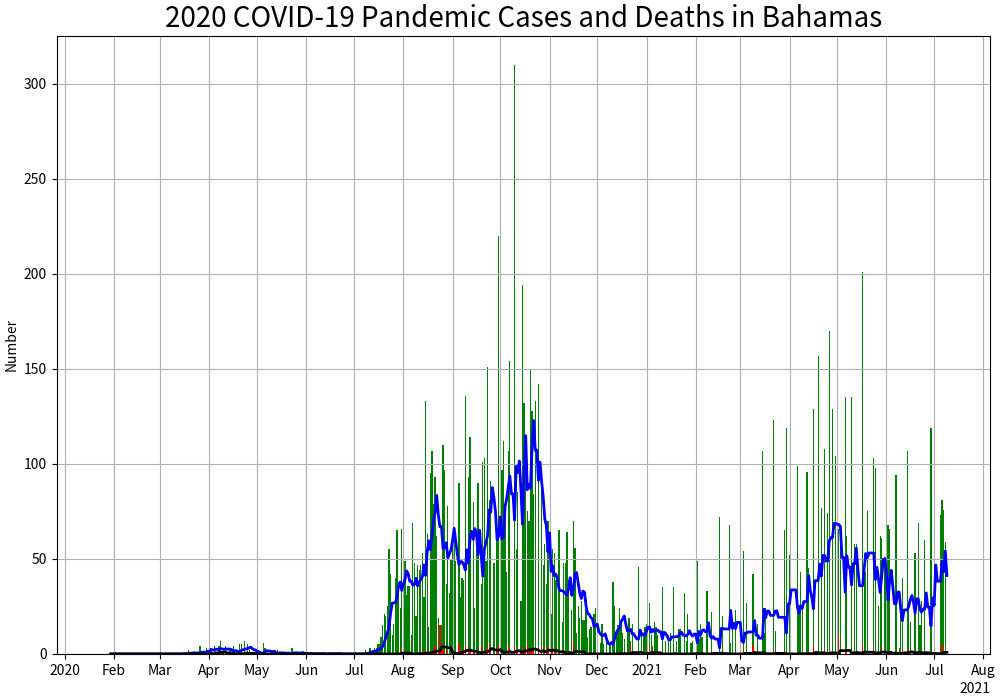 2020 COVID-19 Pandemic Cases and Deaths in Bahamas
300
250
200
150
100
50
0
Number
2020 Feb Mar Apr May Jun Jul Aug Sep Oct Nov Dec 2021 Feb Mar Apr May Jun Jul Aug
2021